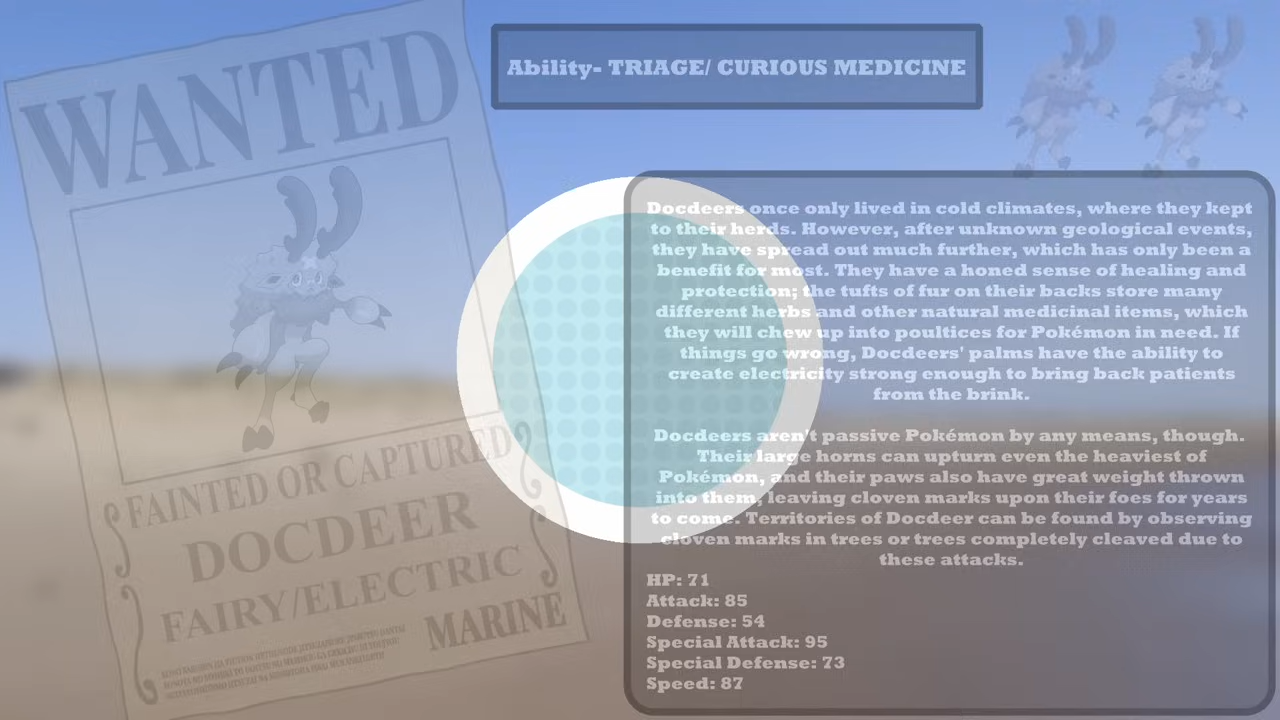 WANTED
FAINTED OR CAPTURED
DOCDEER
FAIRY/ELECTRIC
MARINE
Ability- TRIAGE/ CURIOUS MEDICINE
Docdeers once only lived in cold climates, where they kept
to their herds. However, after unknown geological events,
they have spread out much further, which has only been a
benefit for most. They have a honed sense of healing and
protection; the tufts of fur on their backs store many
different herbs and other natural medicinal items, which
they will chew up into poultices for Pokémon in need. If
things go wrong, Docdeers' palms have the ability to
create electricity strong enough to bring back patients
from the brink.
Docdeers aren't passive Pokémon by any means, though.
Their large horns can upturn even the heaviest of
Pokémon, and their paws also have great weight thrown
into them, leaving cloven marks upon their foes for years
to come. Territories of Docdeer can be found by observing
cloven marks in trees or trees completely cleaved due to
these attacks.
HP: 71
Attack: 85
Defense: 54
Special Attack: 95
Special Defense: 73
Speed: 87